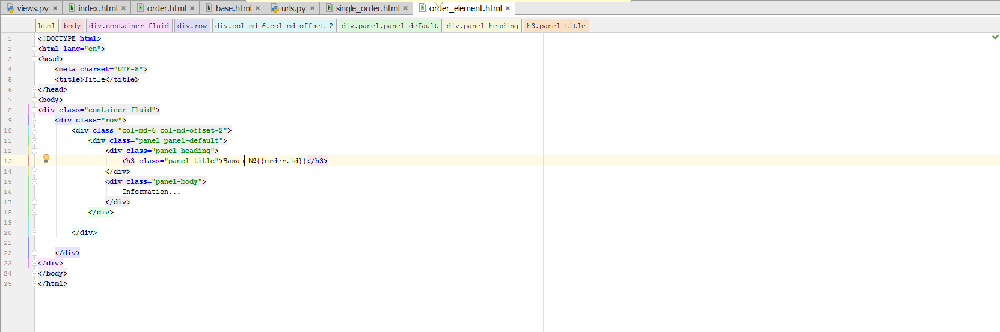 views.py index.html order.html base.html urls.py single_order.html order_element.html
html body div.container-fluid div.row div.col-md-6.col-md-offset-2 div.panel.panel-default div.panel-heading h3.panel-title
1 <!DOCTYPE html>
2 <html lang="en">
3 <head>
4 <meta charset="UTF-8">
5 <title>Title</title>
6 </head>
7 <body>
8 <div class="container-fluid">
9 <div class="row">
10 <div class="col-md-6 col-md-offset-2">
11 <div class="panel panel-default">
12 <div class="panel-heading">
13 <h3 class="panel-title">Заказ №{{order.id}}</h3>
14 </div>
15 <div class="panel-body">
16 Information...
17 </div>
18 </div>
19
20 </div>
21
22 </div>
23 </div>
24 </body>
25 </html>